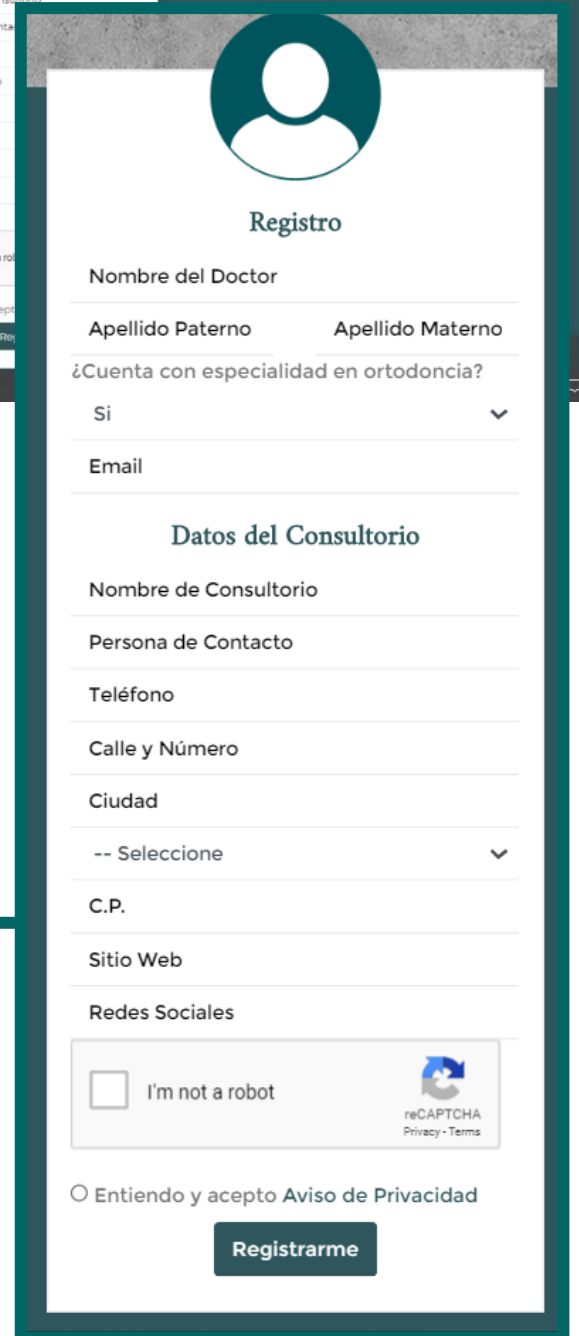 Registro
Nombre del Doctor
Apellido Paterno Apellido Materno
¿Cuenta con especialidad en ortodoncia?
Si
Email
Datos del Consultorio
Nombre de Consultorio
Persona de Contacto
Teléfono
Calle y Número
Ciudad
-- Seleccione
C.P.
Sitio Web
Redes Sociales
I'm not a robot
reCAPTCHA
Privacy - Terms
Entiendo y acepto Aviso de Privacidad
Registrarme